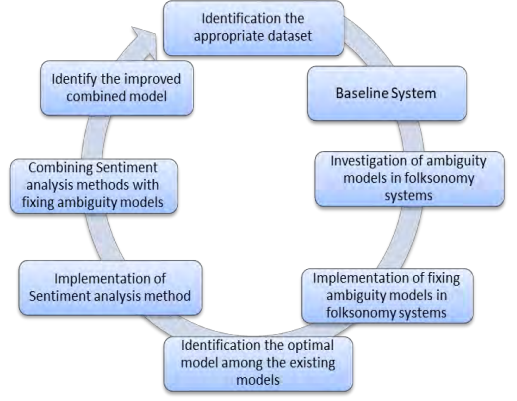 Identification the
appropriate dataset
Baseline System
Investigation of ambiguity
models in folksonomy
systems
Implementation of fixing
ambiguity models in
folksonomy systems
Identification the optimal
model among the existing
models
Implementation of
Sentiment analysis method
Combining Sentiment
analysis methods with
fixing ambiguity models
Identify the improved
combined model